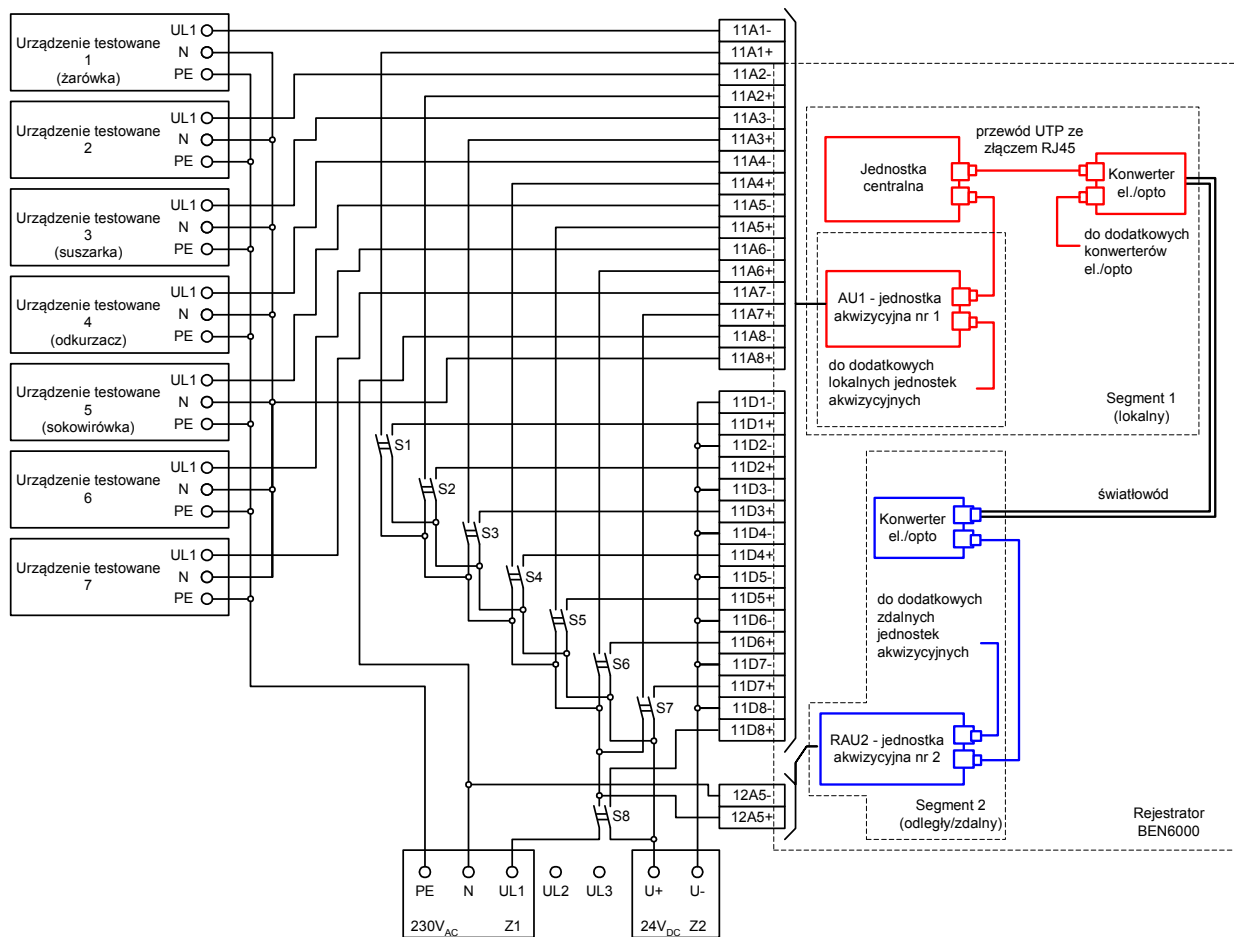 Urządzenie testowane
1
(żarówka)
UL1
N
PE
Urządzenie testowane
2
UL1
N
PE
Urządzenie testowane
3
(suszarka)
UL1
N
PE
Urządzenie testowane
4
(odkurzacz)
UL1
N
PE
Urządzenie testowane
5
(sokowirówka)
UL1
N
PE
Urządzenie testowane
6
UL1
N
PE
Urządzenie testowane
7
UL1
N
PE
11A1-
11A1+
11A2-
11A2+
11A3-
11A3+
11A4-
11A4+
11A5-
11A5+
11A6-
11A6+
11A7-
11A7+
11A8-
11A8+
11D1-
11D1+
11D2-
11D2+
11D3-
11D3+
11D4-
11D4+
11D5-
11D5+
11D6-
11D6+
11D7-
11D7+
11D8-
11D8+
12A5-
12A5+
S1
S2
S3
S4
S5
S6
S7
S8
PE
N
UL1
UL2
UL3
U+
U-
230VAC
Z1
24VDC
Z2
przewód UTP ze
złączem RJ45
Jednostka
centralna
Konwerter
el./opto
do dodatkowych
konwerterów
el./opto
AU1 - jednostka
akwizycyjna nr 1
do dodatkowych
lokalnych jednostek
akwizycyjnych
Segment 1
(lokalny)
światłowód
Konwerter
el./opto
do dodatkowych
zdalnych
jednostek
akwizycyjnych
RAU2 - jednostka
akwizycyjna nr 2
Segment 2
(odległy/zdalny)
Rejestrator
BEN6000